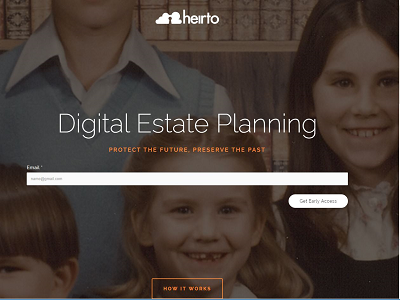 heirto
Digital Estate Planning
PROTECT THE FUTURE, PRESERVE THE PAST
Email *
name@gmail.com
Get Early Access
HOW IT WORKS